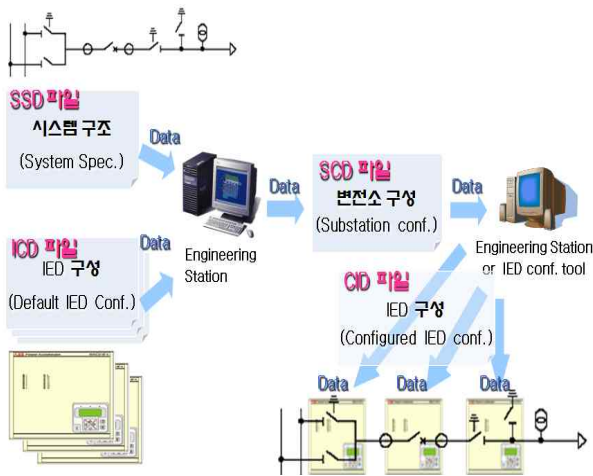 SSD 파일
시스템 구조
(System Spec.)
Data
ICD 파일
IED 구성
(Default IED Conf.)
Data
Engineering
Station
Data
SCD 파일
변전소 구성
(Substation conf.)
Data
Engineering Station
or IED conf. tool
CID 파일
IED 구성
(Configured IED conf.)
Data
Data
Data